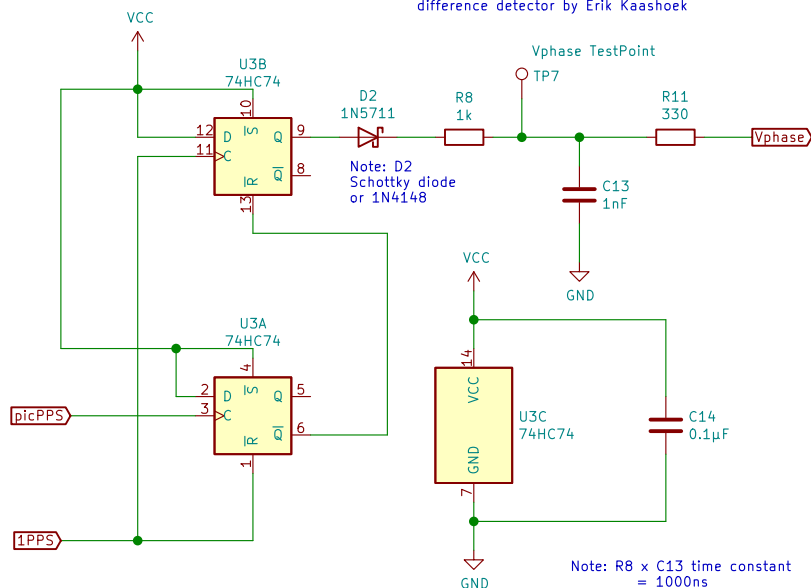 difference detector by Erik Kaashoek
VCC
U3B
74HC74
10
12
D
S
Q
9
11
C
Q
8
R
13
D2
1N5711
Note: D2
Schottky diode
or 1N4148
R8
1k
Vphase TestPoint
TP7
R11
330
Vphase
C13
1nF
GND
U3A
74HC74
4
2
D
S
Q
5
picPPS
3
C
Q
6
R
1
1PPS
VCC
14
VCC
U3C
74HC74
GND
7
C14
0.1µF
GND
Note: R8 x C13 time constant
= 1000ns